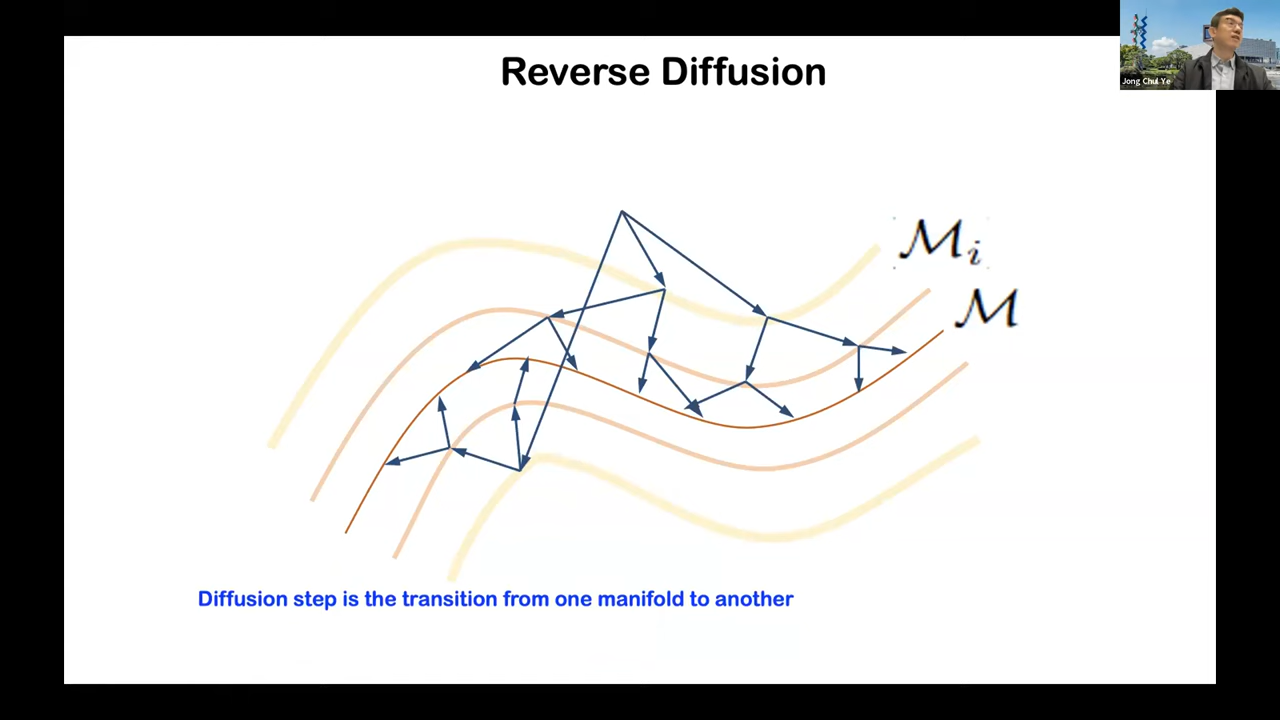 Reverse Diffusion
Jong Chul Ye
ℳᵢ
ℳ
Diffusion step is the transition from one manifold to another